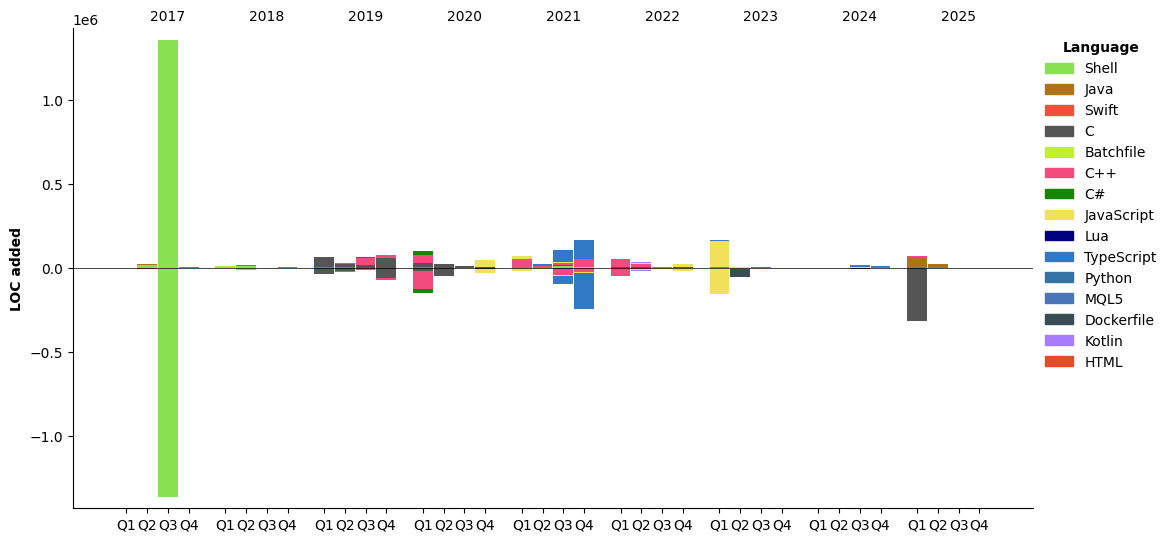 1e6
2017 2018 2019 2020 2021 2022 2023 2024 2025
LOC added
1.0
0.5
0.0
−0.5
−1.0
Q1 Q2 Q3 Q4 Q1 Q2 Q3 Q4 Q1 Q2 Q3 Q4 Q1 Q2 Q3 Q4 Q1 Q2 Q3 Q4 Q1 Q2 Q3 Q4 Q1 Q2 Q3 Q4 Q1 Q2 Q3 Q4 Q1 Q2 Q3 Q4
Language
Shell
Java
Swift
C
Batchfile
C++
C#
JavaScript
Lua
TypeScript
Python
MQL5
Dockerfile
Kotlin
HTML